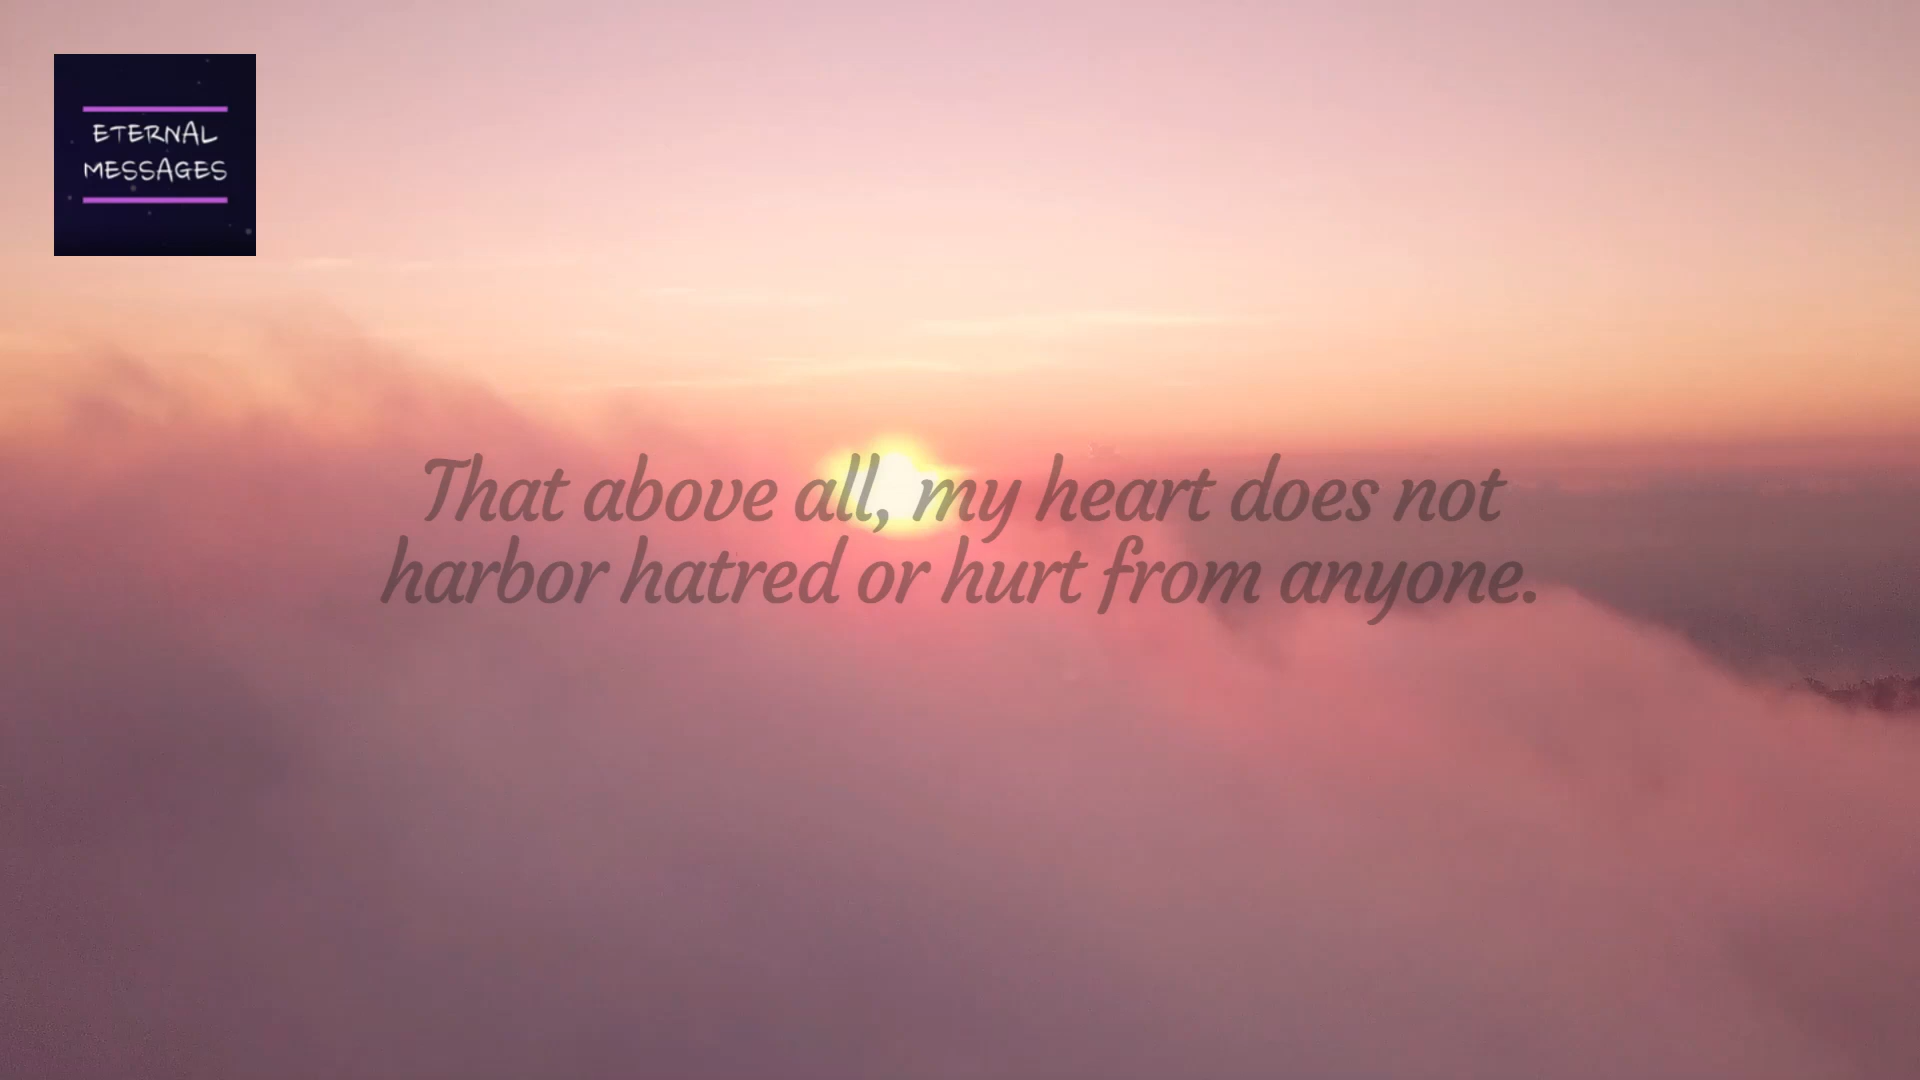 ETERNAL
MESSAGES
That above all, my heart does not
harbor hatred or hurt from anyone.